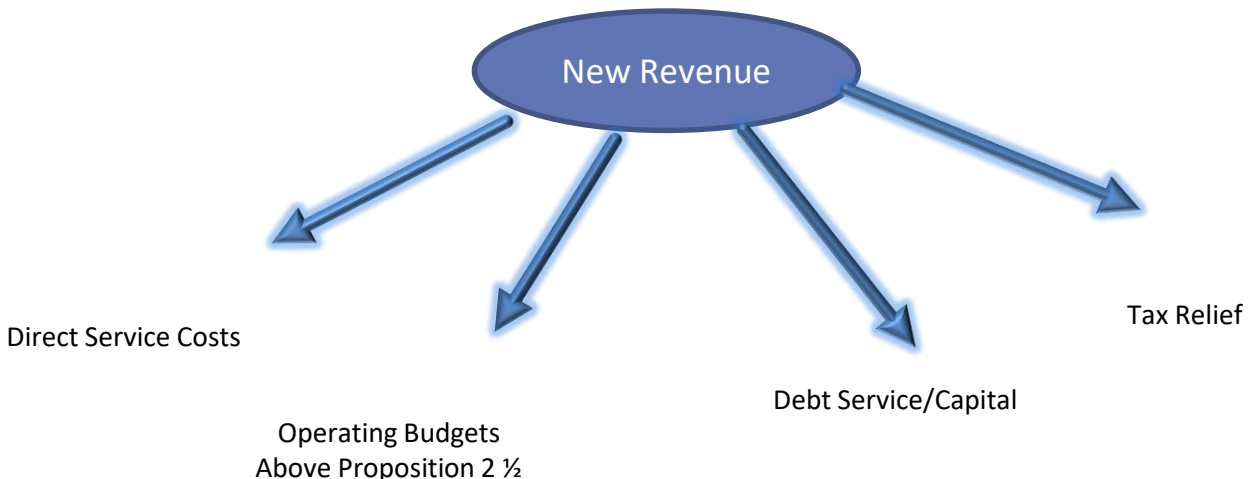 New Revenue
Direct Service Costs
Operating Budgets
Above Proposition 2 ½
Debt Service/Capital
Tax Relief